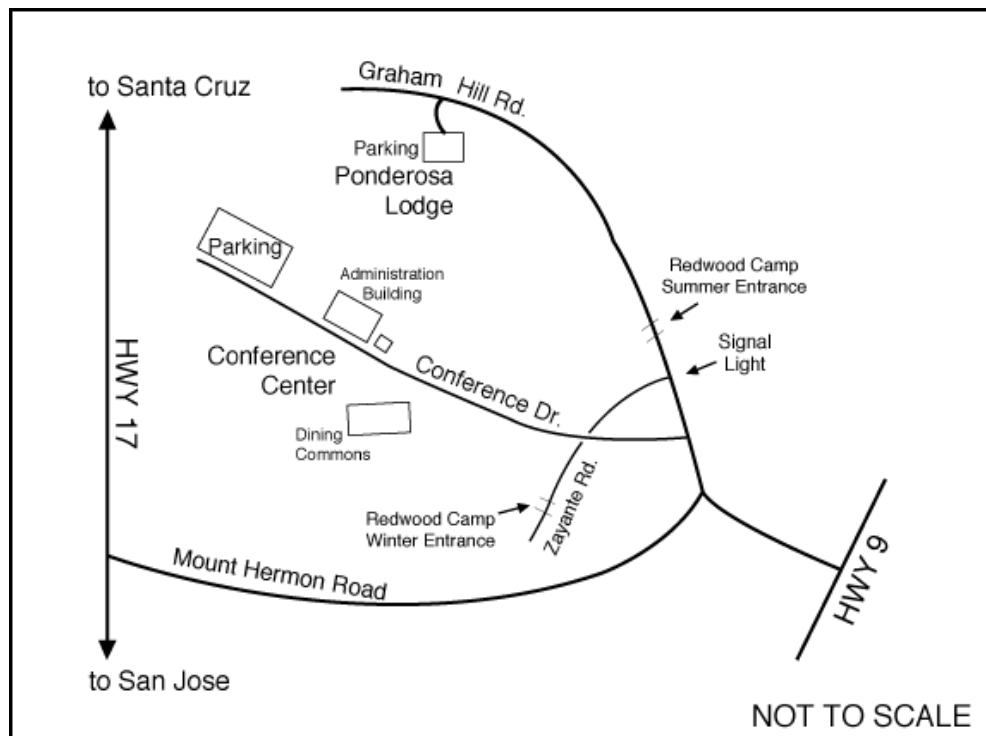 to Santa Cruz
Graham Hill Rd.
Parking
Ponderosa
Lodge
Parking
Administration
Building
Redwood Camp
Summer Entrance
Signal
Light
HWY 17
Conference
Center
Conference Dr.
Dining
Commons
Zayante Rd.
Redwood Camp
Winter Entrance
HWY 9
Mount Hermon Road
to San Jose
NOT TO SCALE